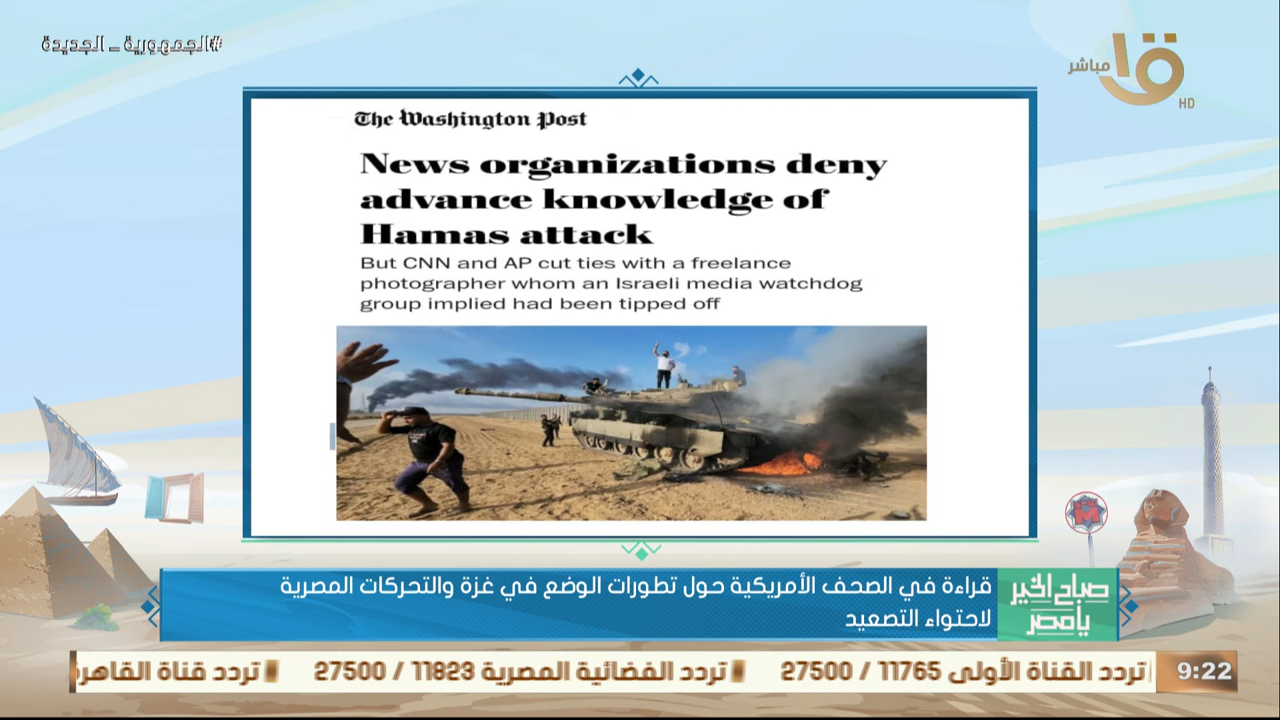 #الجمهورية _ الجديدة
مباشر
HD
The Washington Post
News organizations deny
advance knowledge of
Hamas attack
But CNN and AP cut ties with a freelance
photographer whom an Israeli media watchdog
group implied had been tipped off
قراءة في الصحف الأمريكية حول تطورات الوضع في غزة والتحركات المصرية
لاحتواء التصعيد
صباح الخير
يا مصر
9:22
تردد القناة الأولى 11765 / 27500 تردد الفضائية المصرية 11823 / 27500 تردد قناة القاهر